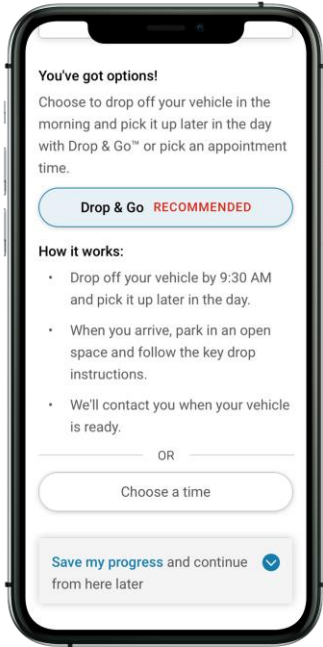 You've got options!
Choose to drop off your vehicle in the
morning and pick it up later in the day
with Drop & Go™ or pick an appointment
time.
Drop & Go RECOMMENDED
How it works:
• Drop off your vehicle by 9:30 AM
and pick it up later in the day.
• When you arrive, park in an open
space and follow the key drop
instructions.
• We'll contact you when your vehicle
is ready.
OR
Choose a time
Save my progress and continue
from here later